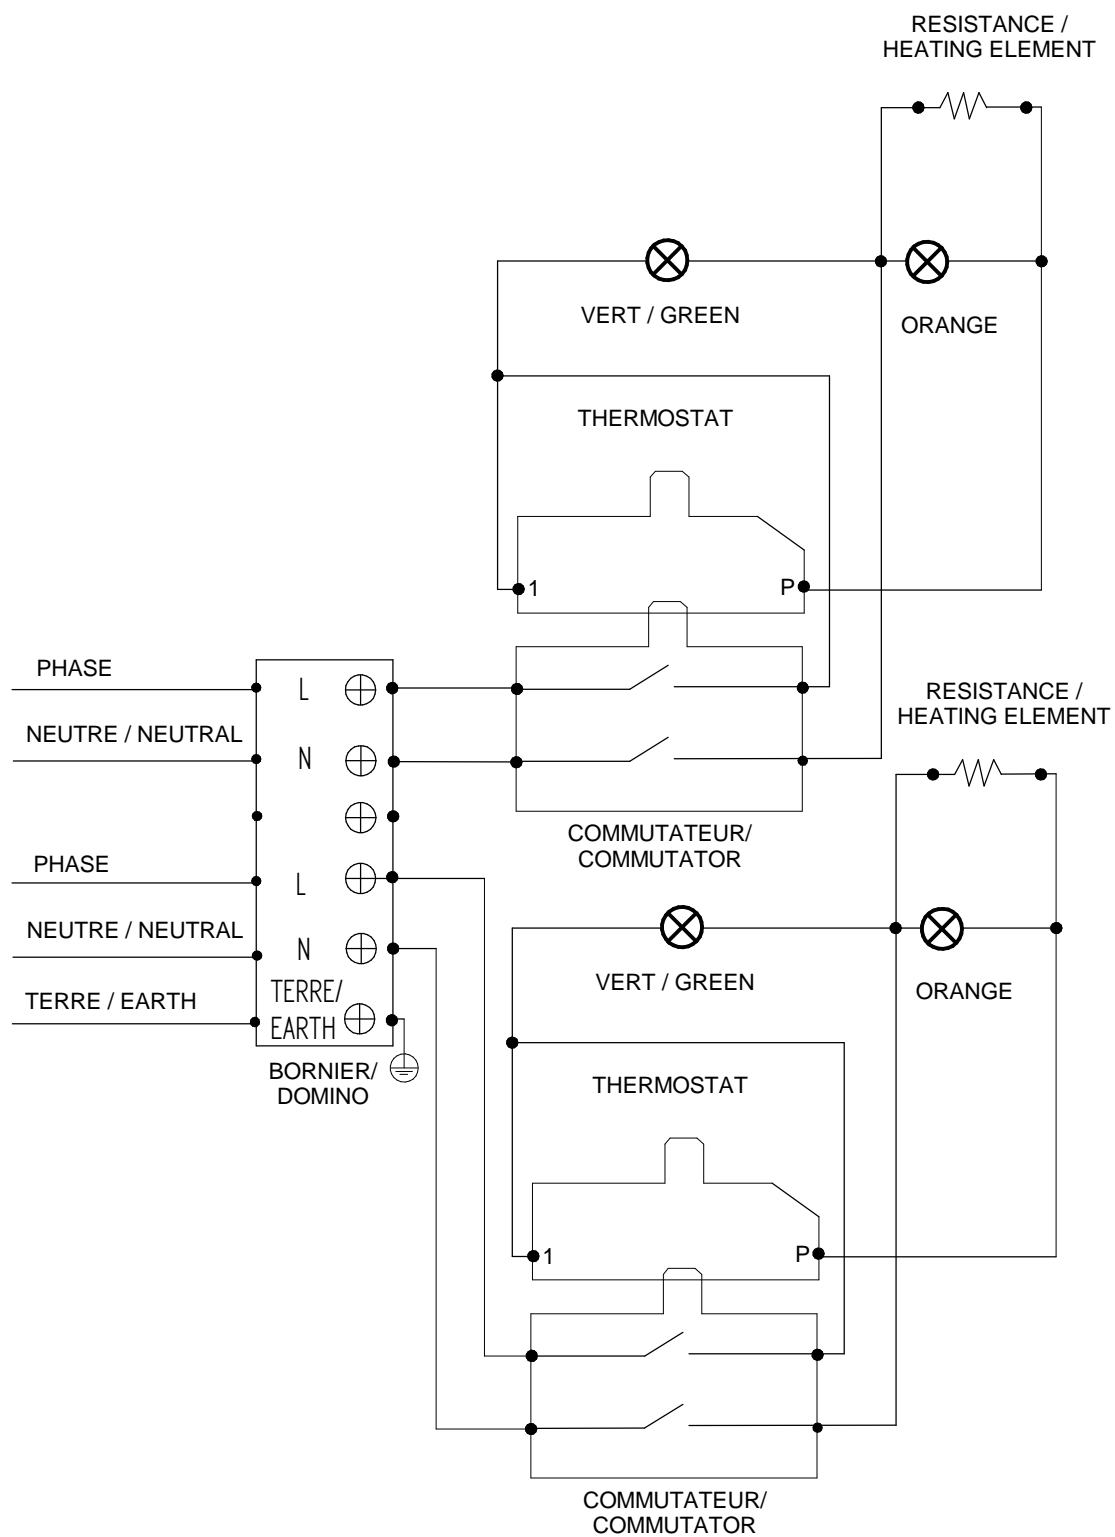 RESISTANCE /
HEATING ELEMENT
VERT / GREEN
ORANGE
THERMOSTAT
1
P
PHASE
L
NEUTRE / NEUTRAL
N
RESISTANCE /
HEATING ELEMENT
COMMUTATEUR/
COMMUTATOR
PHASE
L
NEUTRE / NEUTRAL
N
TERRE / EARTH
TERRE/
EARTH
BORNIER/
DOMINO
VERT / GREEN
ORANGE
THERMOSTAT
1
P
COMMUTATEUR/
COMMUTATOR